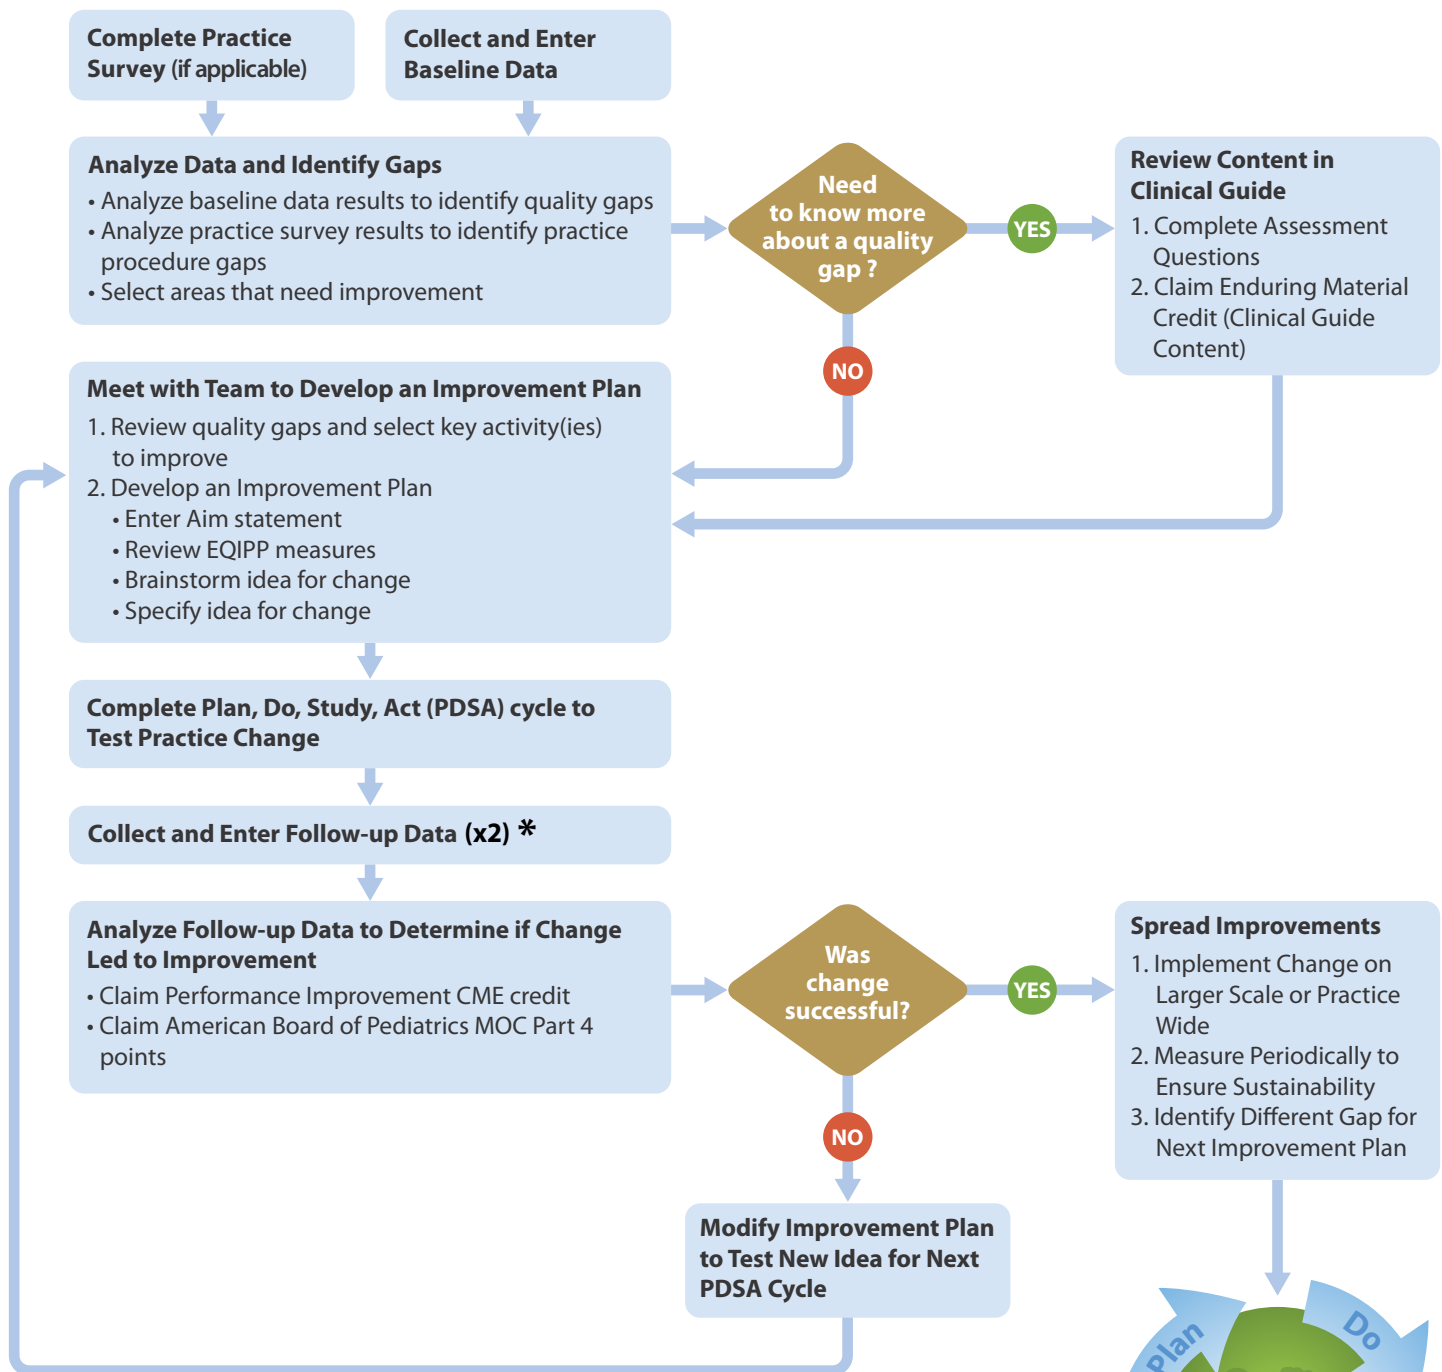 Complete Practice
Survey (if applicable)
Collect and Enter
Baseline Data
Analyze Data and Identify Gaps
• Analyze baseline data results to identify quality gaps
• Analyze practice survey results to identify practice
procedure gaps
• Select areas that need improvement
Need
to know more
about a quality
gap ?
YES
Review Content in
Clinical Guide
1. Complete Assessment
Questions
2. Claim Enduring Material
Credit (Clinical Guide
Content)
NO
Meet with Team to Develop an Improvement Plan
1. Review quality gaps and select key activity(ies)
to improve
2. Develop an Improvement Plan
• Enter Aim statement
• Review EQIPP measures
• Brainstorm idea for change
• Specify idea for change
Complete Plan, Do, Study, Act (PDSA) cycle to
Test Practice Change
Collect and Enter Follow-up Data (x2) *
Analyze Follow-up Data to Determine if Change
Led to Improvement
• Claim Performance Improvement CME credit
• Claim American Board of Pediatrics MOC Part 4
points
Was
change
successful?
YES
Spread Improvements
1. Implement Change on
Larger Scale or Practice
Wide
2. Measure Periodically to
Ensure Sustainability
3. Identify Different Gap for
Next Improvement Plan
NO
Modify Improvement Plan
to Test New Idea for Next
PDSA Cycle
Plan
Do